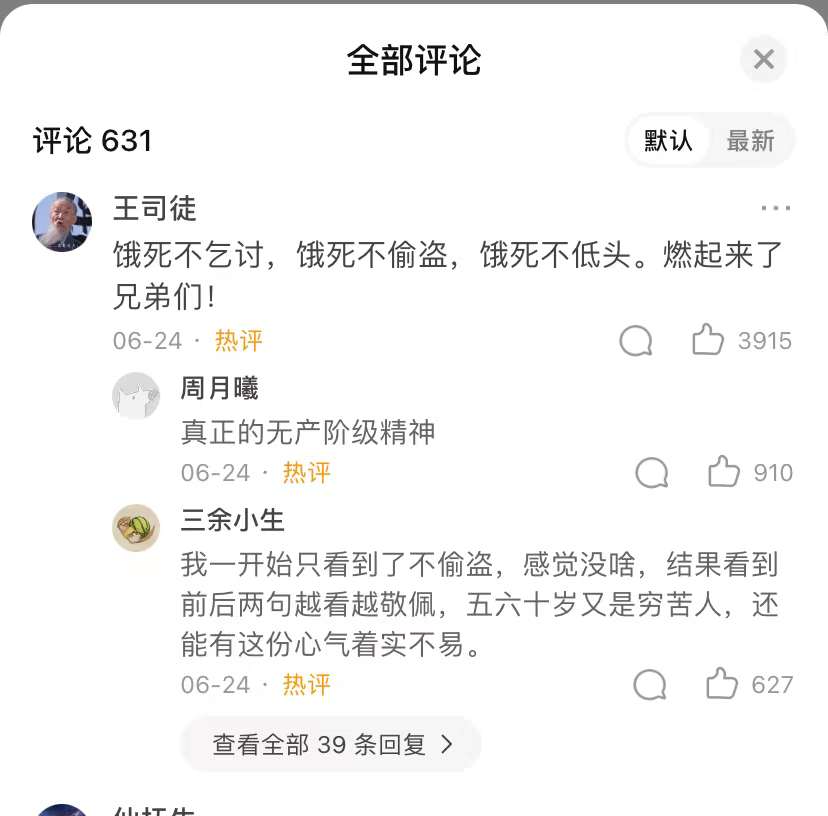 全部评论
评论 631
默认
最新
王司徒
饿死不乞讨，饿死不偷盗，饿死不低头。燃起来了
兄弟们！
06-24 · 热评
3915
周月曦
真正的无产阶级精神
06-24 · 热评
910
三余小生
我一开始只看到了不偷盗，感觉没啥，结果看到
前后两句越看越敬佩，五六十岁又是穷苦人，还
能有这份心气着实不易。
06-24 · 热评
627
查看全部 39 条回复